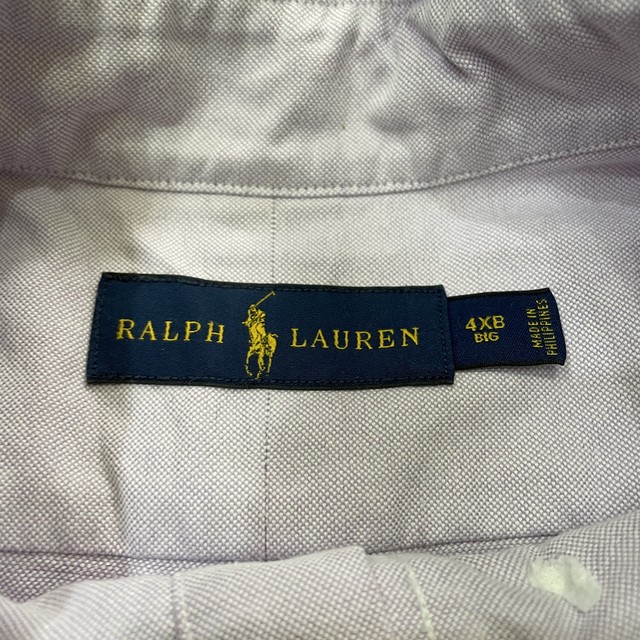 RALPH LAUREN
4XB
BIG
MADE IN
PHILIPPINES